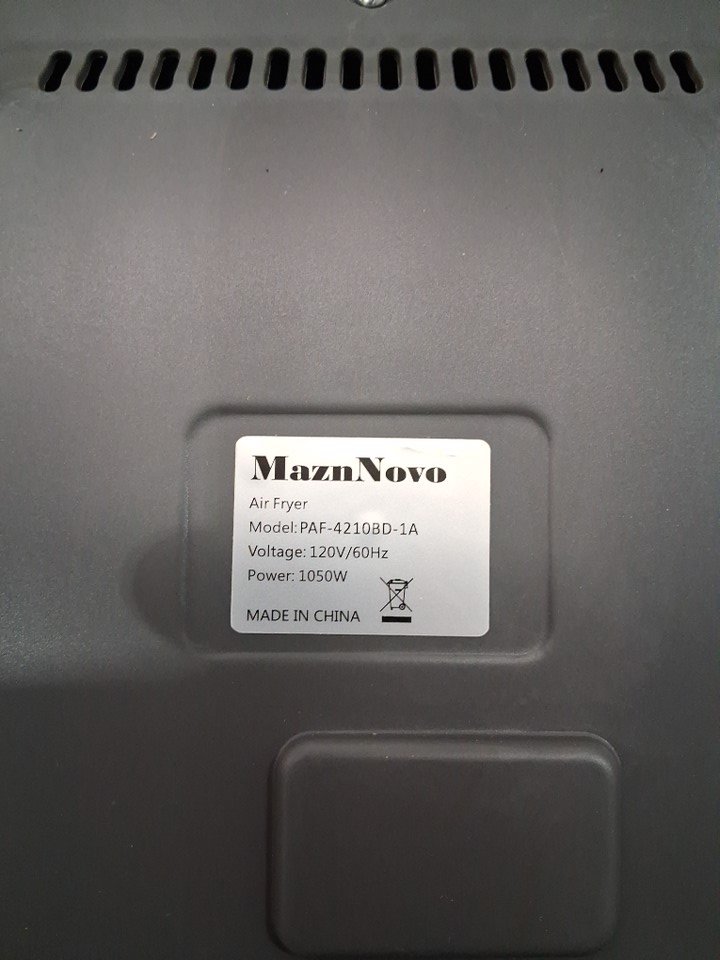 MaznNovo
Air Fryer
Model: PAF-4210BD-1A
Voltage: 120V/60Hz
Power: 1050W
MADE IN CHINA